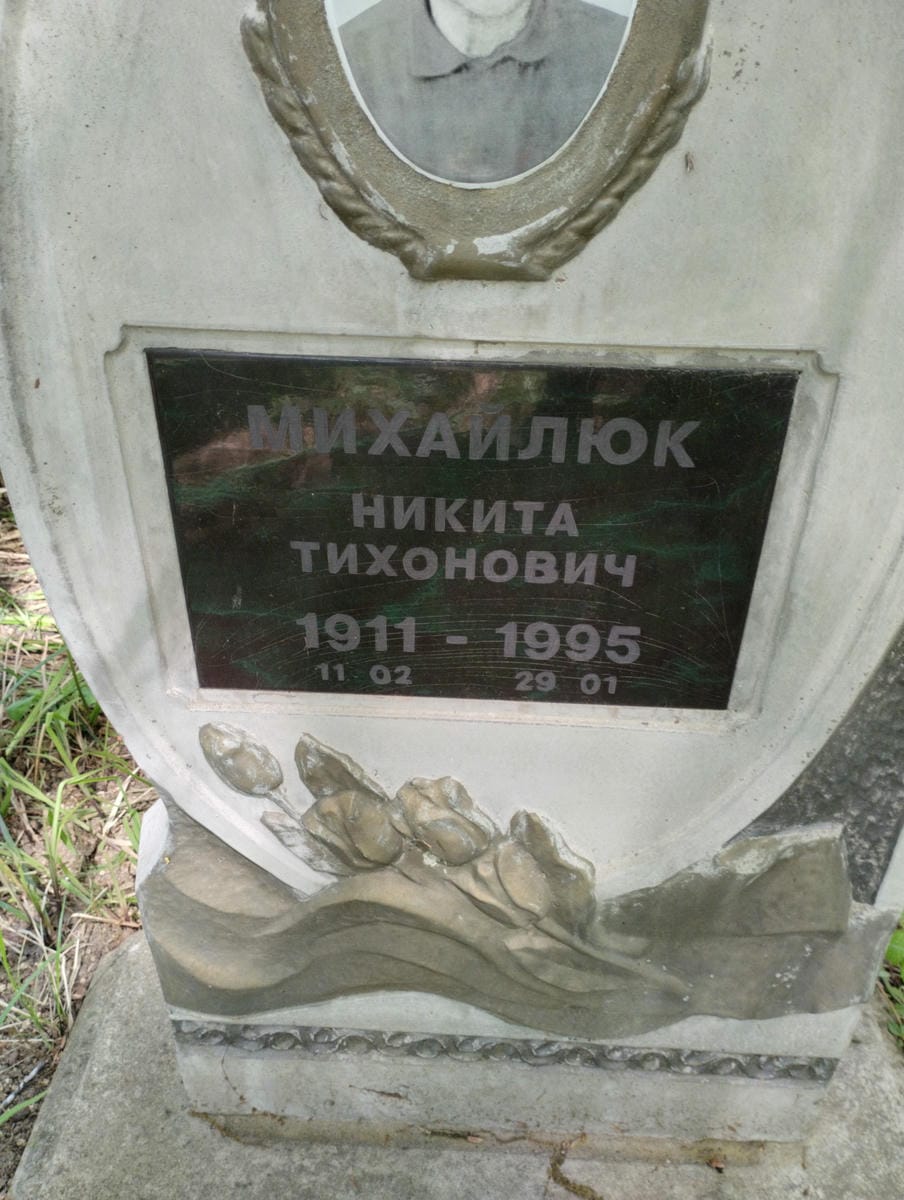 МИХАЙЛЮК
НИКИТА
ТИХОНОВИЧ
1911 - 1995
11 02 29 01